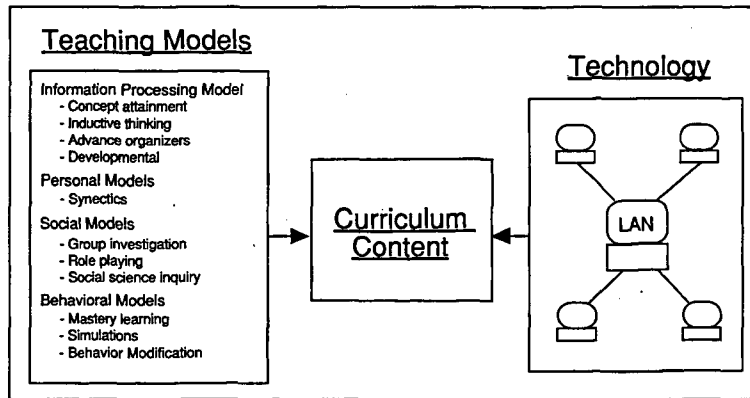 Teaching Models
Information Processing Model
- Concept attainment
- Inductive thinking
- Advance organizers
- Developmental
Personal Models
- Synectics
Social Models
- Group investigation
- Role playing
- Social science inquiry
Behavioral Models
- Mastery learning
- Simulations
- Behavior Modification
Curriculum
Content
Technology
LAN